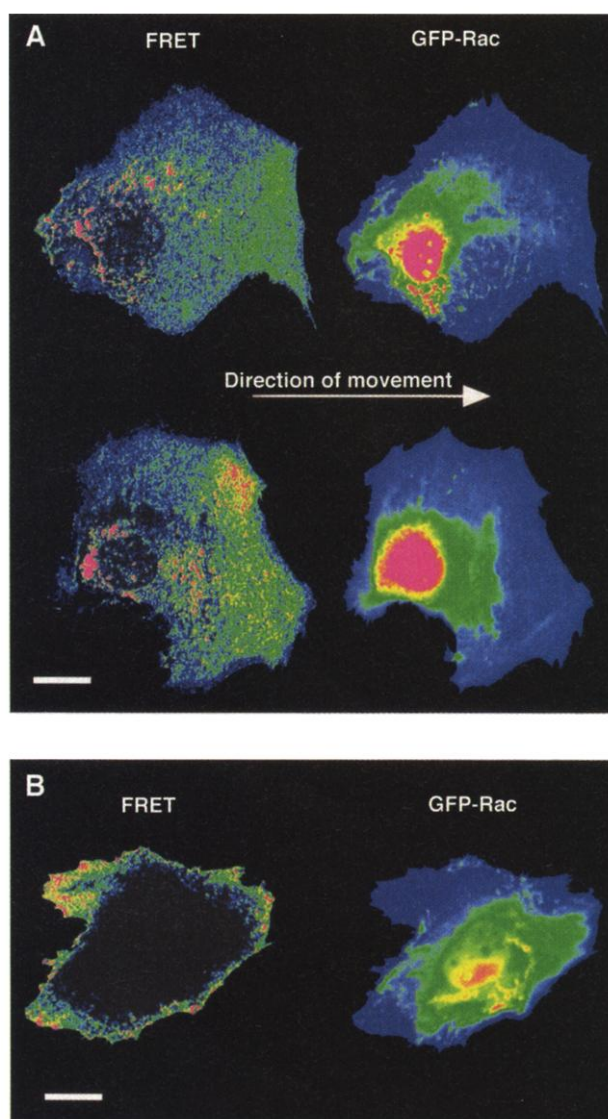 A
FRET
GFP-Rac
Direction of movement
B
FRET
GFP-Rac